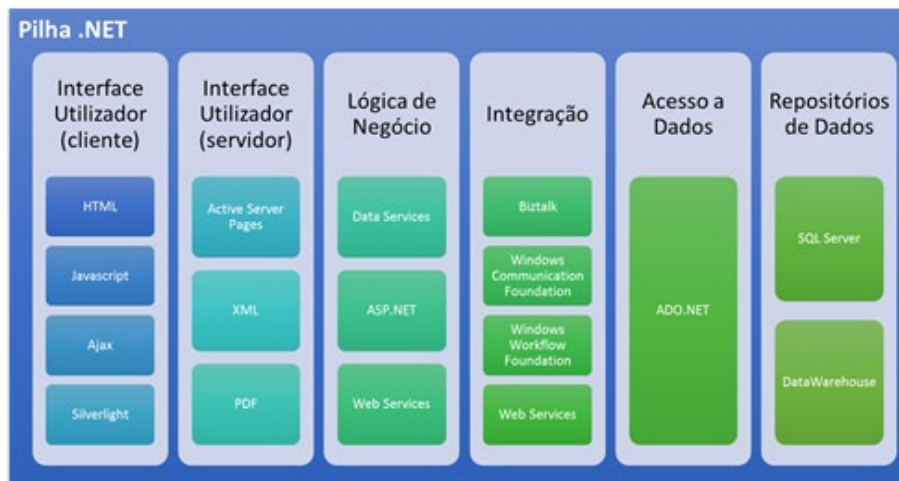 Pilha .NET
Interface
Utilizador
(cliente)
HTML
Javascript
Ajax
Silverlight
Interface
Utilizador
(servidor)
Active Server
Pages
XML
PDF
Lógica de
Negócio
Data Services
ASP.NET
Web Services
Integração
Biztalk
Windows
Communication
Foundation
Windows
Workflow
Foundation
Web Services
Acesso a
Dados
ADO.NET
Repositórios
de Dados
SQL Server
DataWarehouse